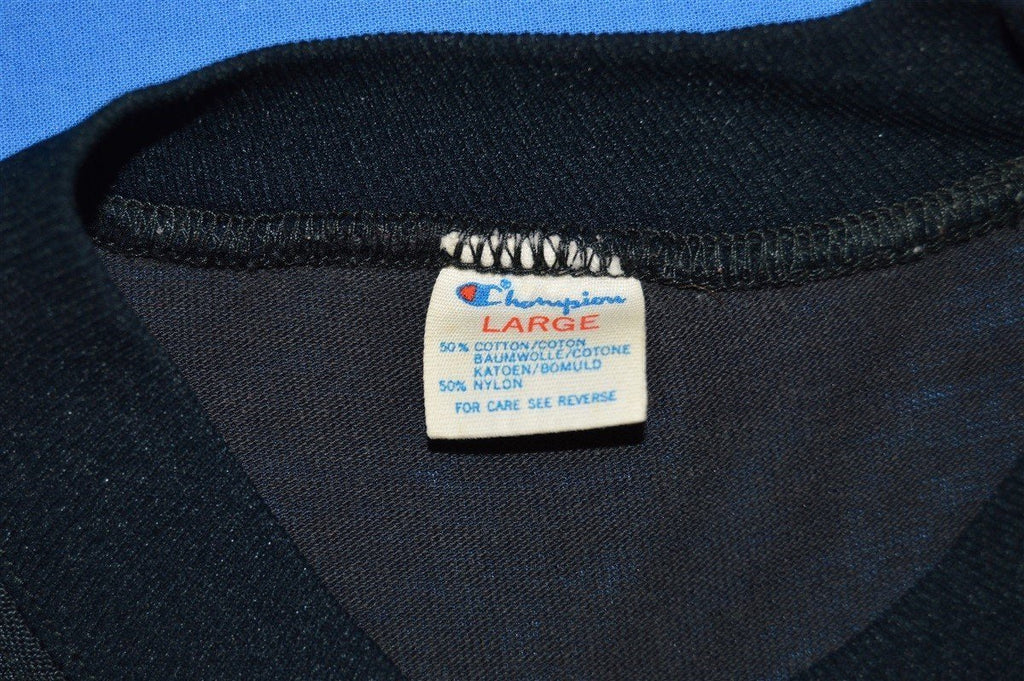 Champion
LARGE
50% COTTON/COTON
BAUMWOLLE/COTONE
KATOEN/BOMULD
50% NYLON
FOR CARE SEE REVERSE